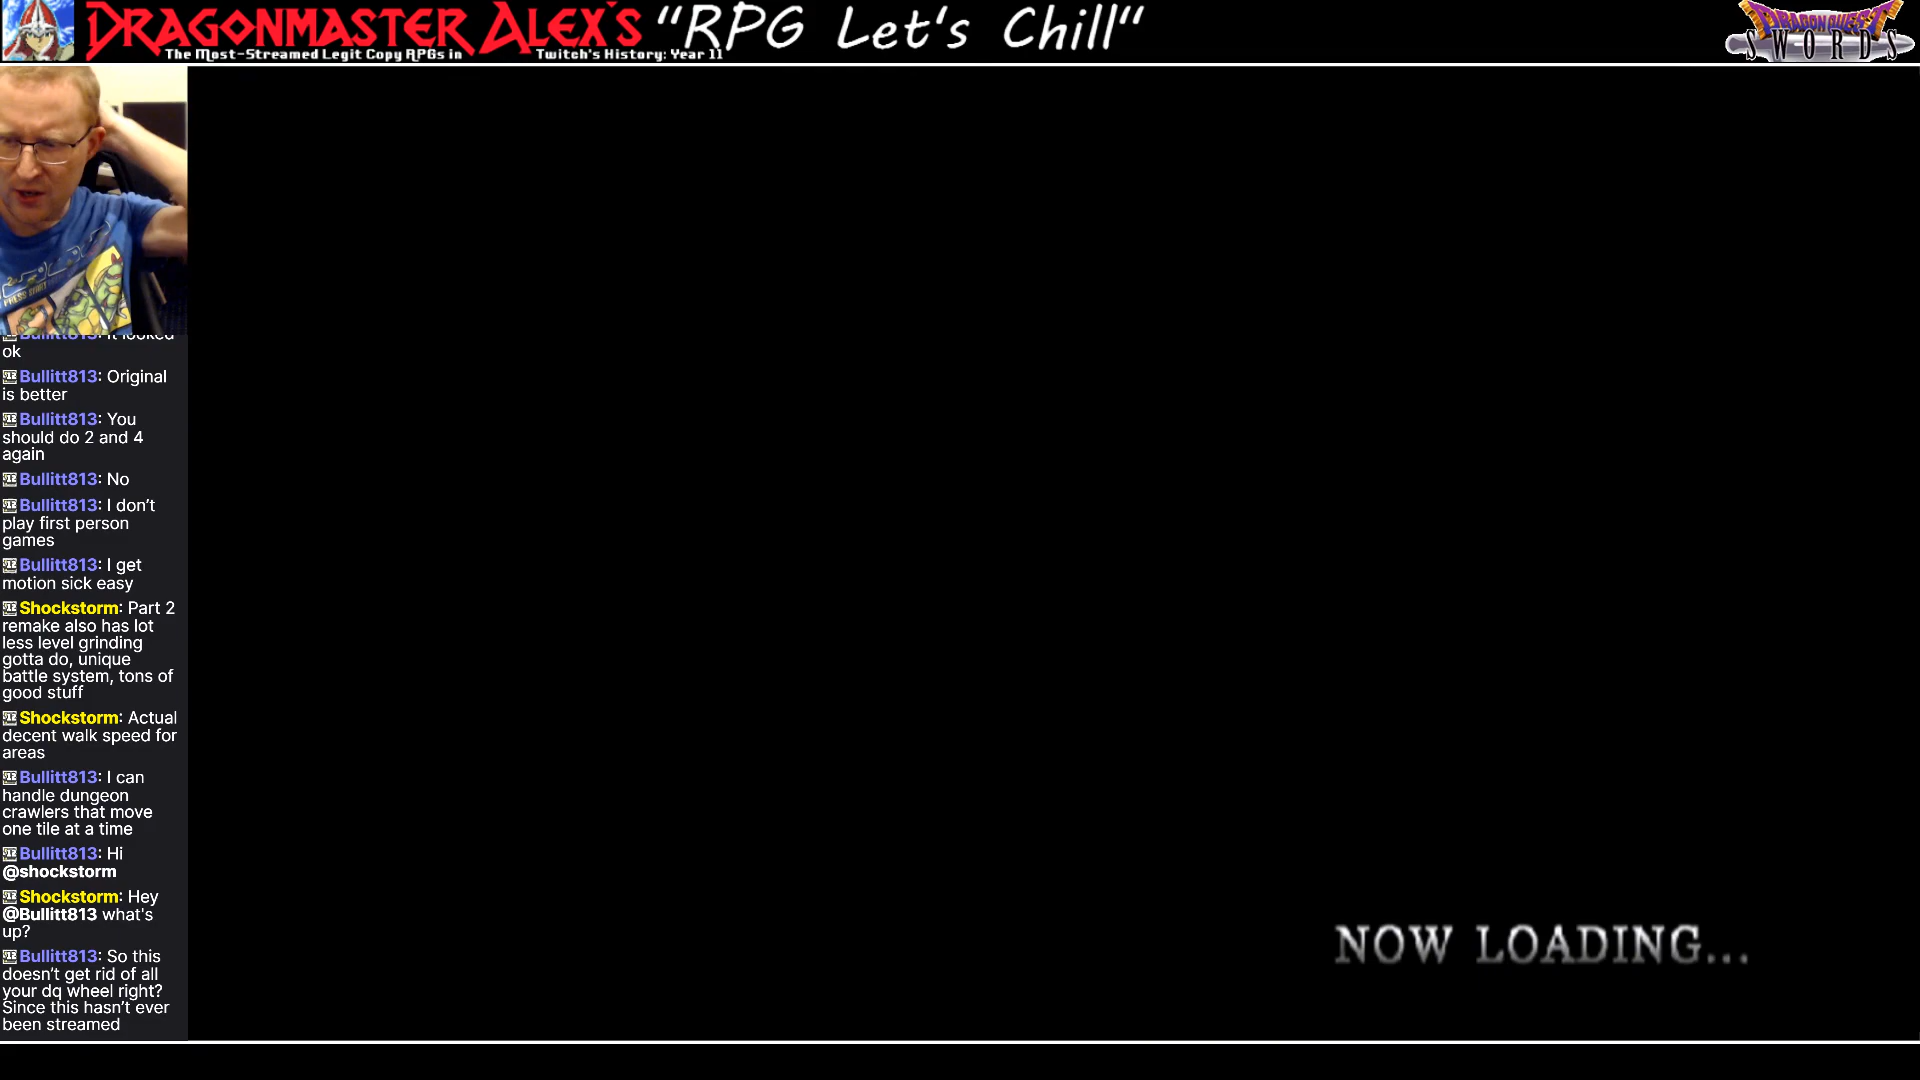 DRAGONMASTER ALEX'S "RPG Let's Chill"
The Most-Streamed Legit Copy RPGs in Twitch's History: Year 11
DRAGON QUEST
SWORDS
PRESS START
Bullitt813: It looked
ok
Bullitt813: Original
is better
Bullitt813: You
should do 2 and 4
again
Bullitt813: No
Bullitt813: I don't
play first person
games
Bullitt813: I get
motion sick easy
Shockstorm: Part 2
remake also has lot
less level grinding
gotta do, unique
battle system, tons of
good stuff
Shockstorm: Actual
decent walk speed for
areas
Bullitt813: I can
handle dungeon
crawlers that move
one tile at a time
Bullitt813: Hi
@shockstorm
Shockstorm: Hey
@Bullitt813 what's
up?
Bullitt813: So this
doesn't get rid of all
your dq wheel right?
Since this hasn't ever
been streamed
NOW LOADING...